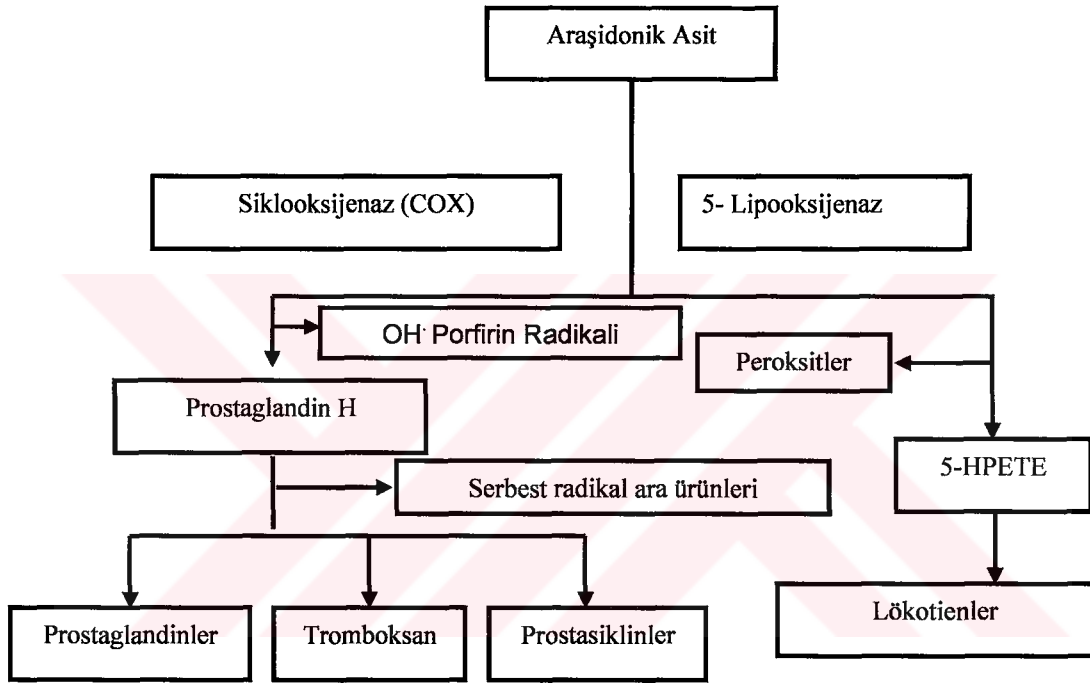 Araşidonik Asit
Siklooksijenaz (COX)
5- Lipooksijenaz
OH· Porfirin Radikali
Peroksitler
Prostaglandin H
5-HPETE
Serbest radikal ara ürünleri
Lökotienler
Prostaglandinler
Tromboksan
Prostasiklinler